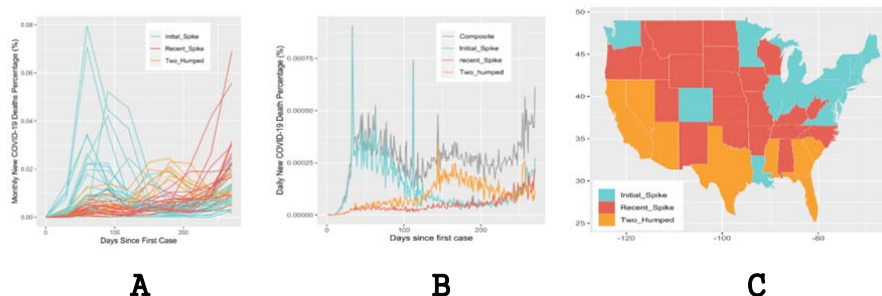 0.08
0.06
0.04
0.02
0.00
Monthly New COVID-19 Deaths Percentage (%)
0
100
200
Days Since First Case
Initial_Spike
Recent_Spike
Two_Humped
A
0.00075
0.00050
0.00025
0.00000
Daily New COVID-19 Death Percentage (%)
0
100
200
Days since first case
Composite
Initial_Spike
recent_Spike
Two_humped
B
50
45
40
35
30
25
-120
-100
-80
Initial_Spike
Recent_Spike
Two_Humped
C